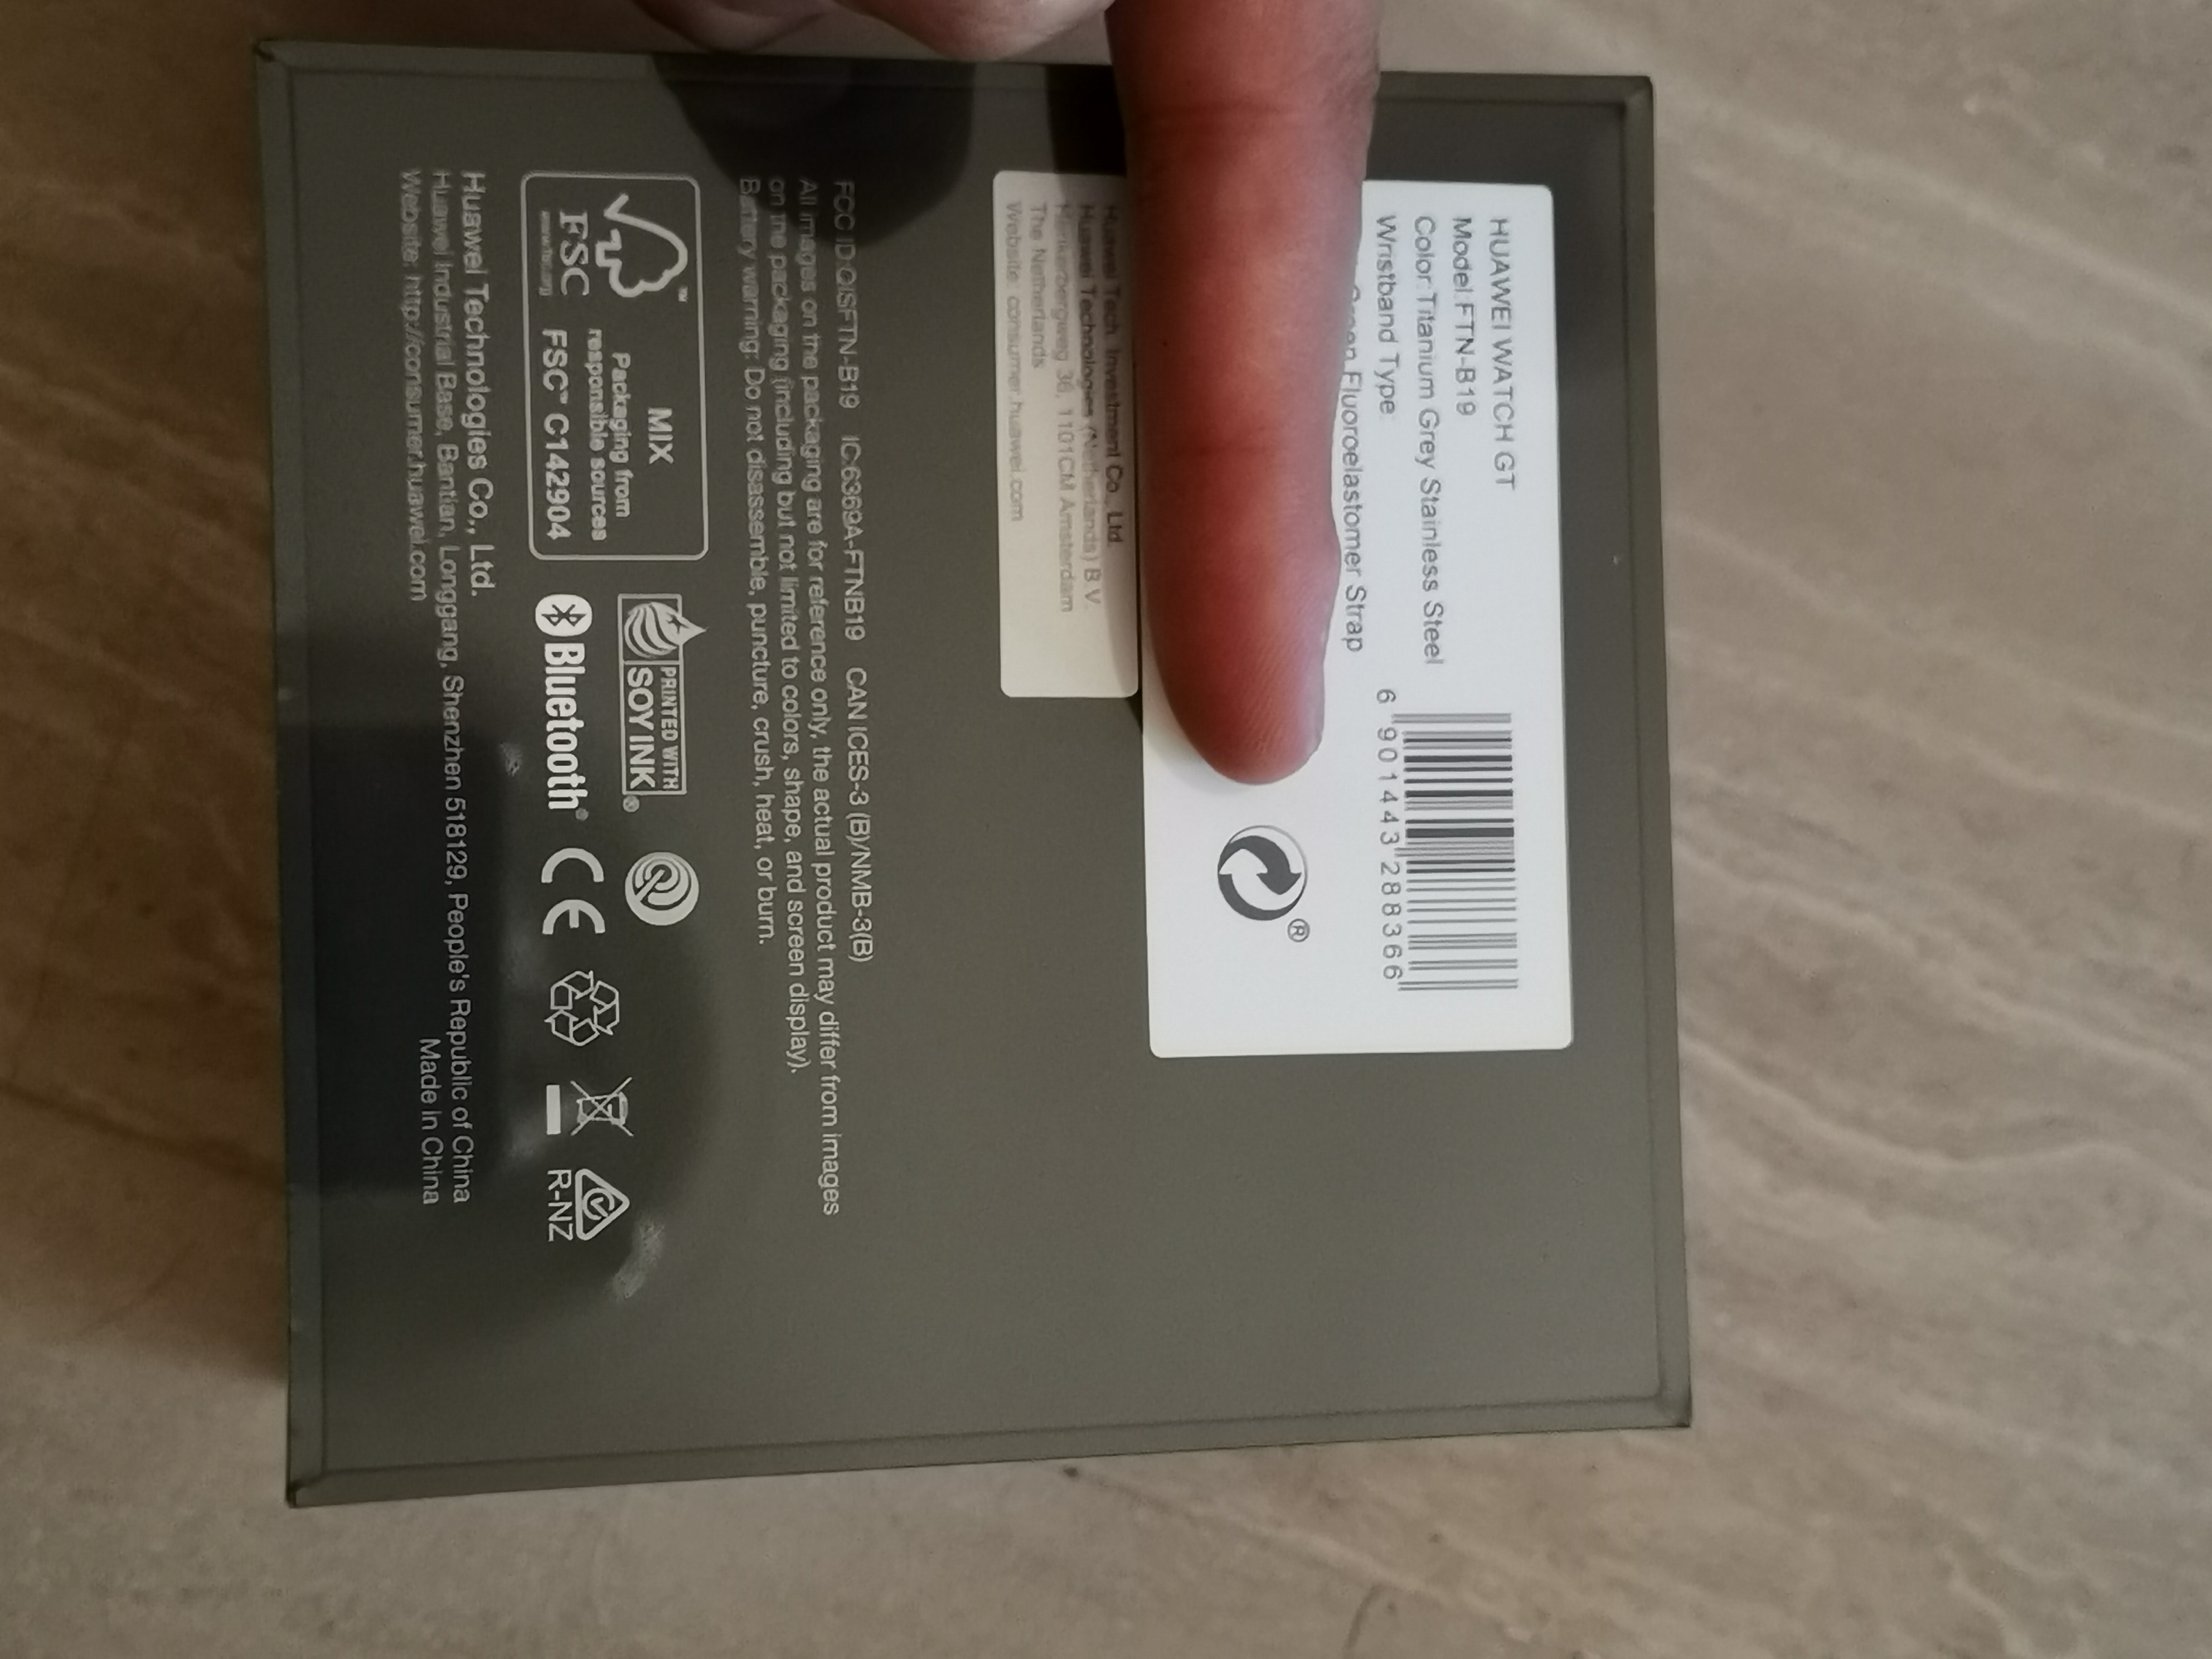 HUAWEI WATCH GT
Model:FTN-B19
Color:Titanium Grey Stainless Steel
Wristband Type:
Green Fluoroelastomer Strap
6 901443 288366
®
Huawei Tech. Investment Co., Ltd.
Huawei Technologies (Netherlands) B.V.
36, 1101CM Amsterdam
The Netherlands
Website: consumer.huawei.com
FCC ID:QISFTN-B19 IC:6369A-FTNB19 CAN ICES-3 (B)/NMB-3(B)
All images on the packaging are for reference only, the actual product may differ from images
on the packaging (including but not limited to colors, shape, and screen display).
Battery warning: Do not disassemble, puncture, crush, heat, or burn.
FSC
www.fsc.org
MIX
Packaging from
responsible sources
FSC™ C142904
PRINTED WITH
SOY INK®
Bluetooth®
CE
R-NZ
Huawei Technologies Co., Ltd.
Huawei Industrial Base, Bantian, Longgang, Shenzhen 518129, People's Republic of China
Website: http://consumer.huawei.com
Made in China